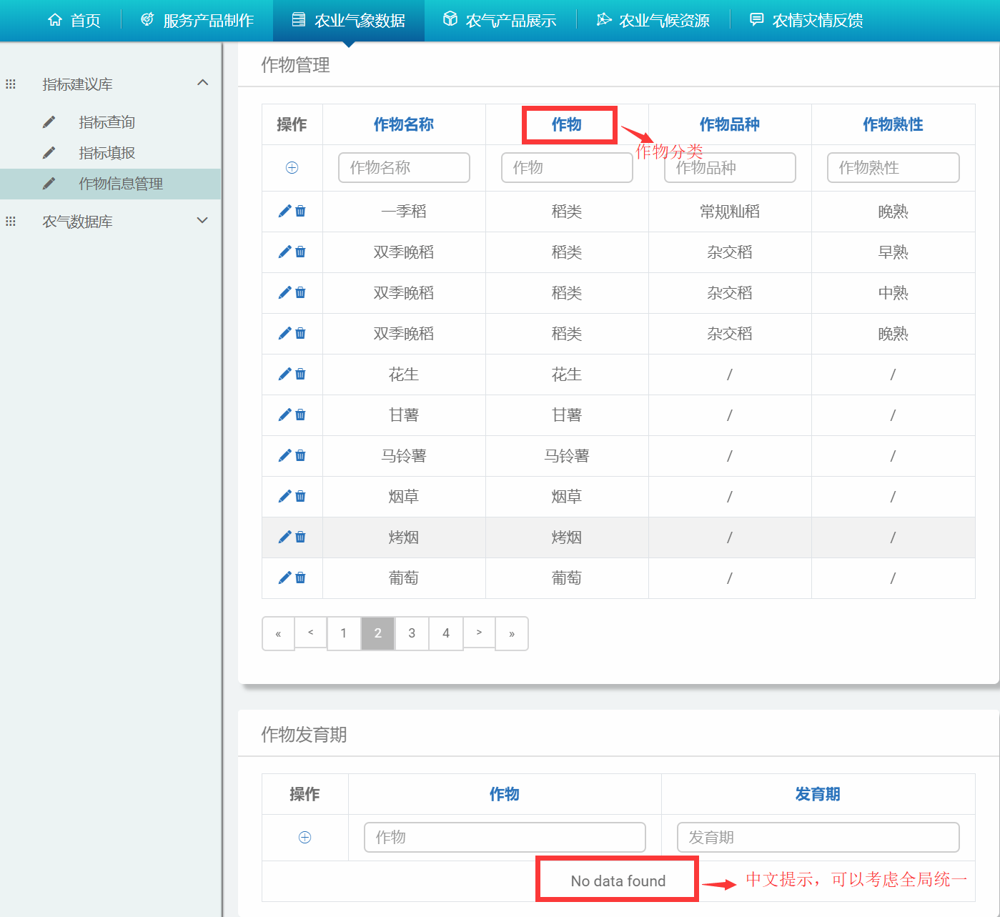 首页 服务产品制作 农业气象数据 农气产品展示 农业气候资源 农情灾情反馈
指标建议库
指标查询
指标填报
作物信息管理
农气数据库
作物管理
操作 作物名称 作物 作物品种 作物熟性
作物分类
作物名称 作物 作物品种 作物熟性
一季稻 稻类 常规籼稻 晚熟
双季晚稻 稻类 杂交稻 早熟
双季晚稻 稻类 杂交稻 中熟
双季晚稻 稻类 杂交稻 晚熟
花生 花生 / /
甘薯 甘薯 / /
马铃薯 马铃薯 / /
烟草 烟草 / /
烤烟 烤烟 / /
葡萄 葡萄 / /
« < 1 2 3 4 > »
作物发育期
操作 作物 发育期
作物 发育期
No data found
中文提示，可以考虑全局统一